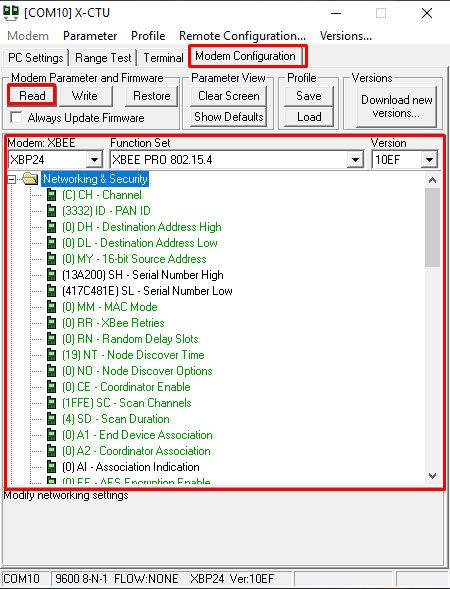 [COM10] X-CTU
Modem Parameter Profile Remote Configuration... Versions...
PC Settings Range Test Terminal Modem Configuration
Modem Parameter and Firmware Parameter View Profile Versions
Read Write Restore Clear Screen Save Download new versions...
Always Update Firmware Show Defaults Load
Modem: XBEE Function Set Version
XBP24 XBEE PRO 802.15.4 10EF
Networking & Security
(C) CH - Channel
(3332) ID - PAN ID
(0) DH - Destination Address High
(0) DL - Destination Address Low
(0) MY - 16-bit Source Address
(13A200) SH - Serial Number High
(417C481E) SL - Serial Number Low
(0) MM - MAC Mode
(0) RR - XBee Retries
(0) RN - Random Delay Slots
(19) NT - Node Discover Time
(0) NO - Node Discover Options
(0) CE - Coordinator Enable
(1FFE) SC - Scan Channels
(4) SD - Scan Duration
(0) A1 - End Device Association
(0) A2 - Coordinator Association
(0) AI - Association Indication
(0) EE - AES Encryption Enable
Modify networking settings
COM10 9600 8-N-1 FLOW:NONE XBP24 Ver:10EF